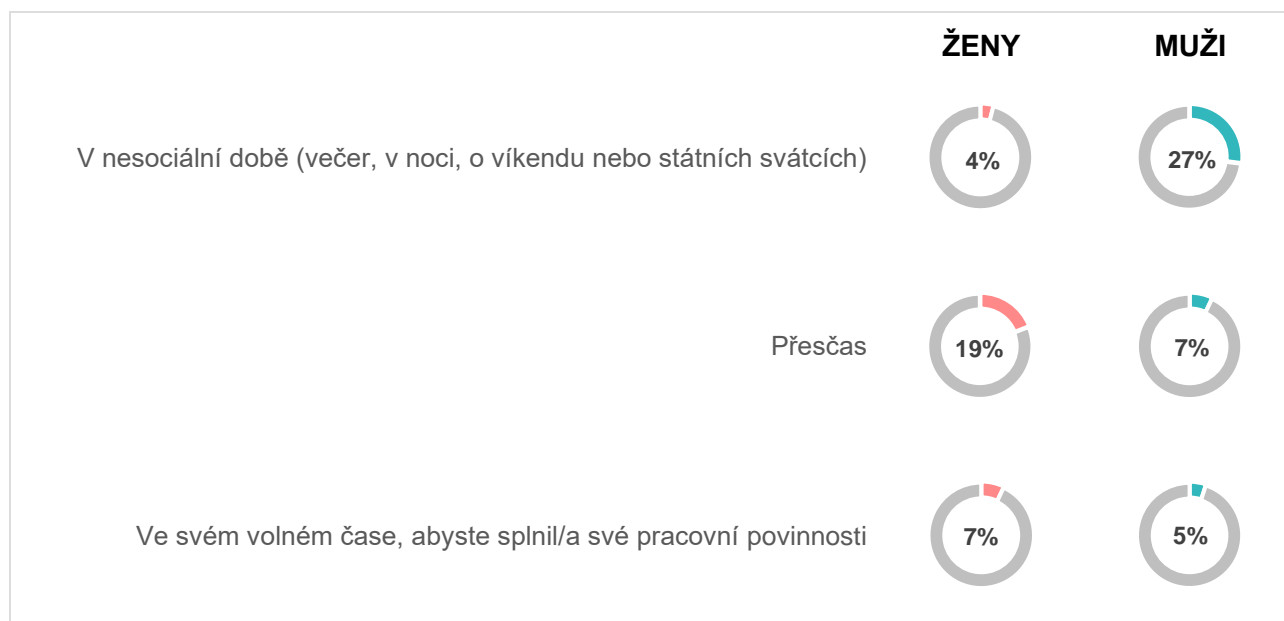 ŽENY MUŽI
V nesociální době (večer, v noci, o víkendu nebo státních svátcích) 4% 27%
Přesčas 19% 7%
Ve svém volném čase, abyste splnil/a své pracovní povinnosti 7% 5%